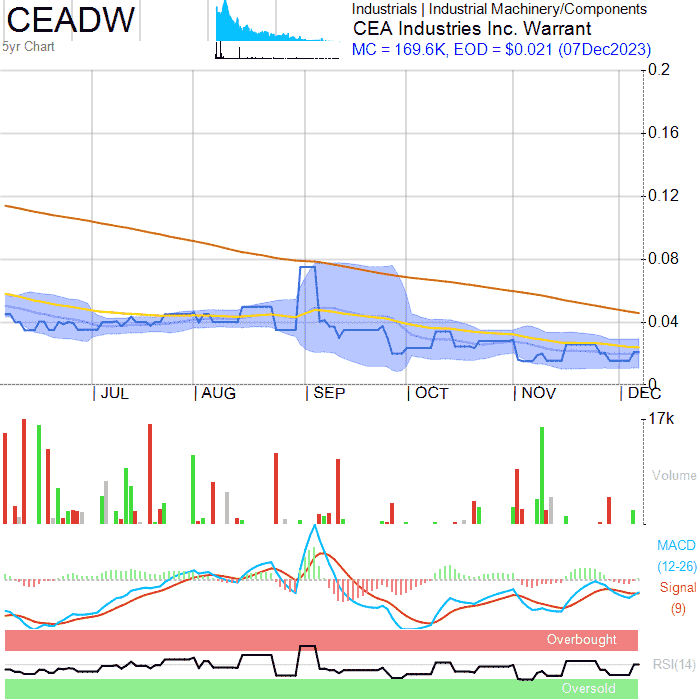 CEADW
5yr Chart
Industrials | Industrial Machinery/Components
CEA Industries Inc. Warrant
MC = 169.6K, EOD = $0.021 (07Dec2023)
0.2
0.16
0.12
0.08
0.04
0
| JUL | AUG | SEP | OCT | NOV | DEC
17k
Volume
MACD
(12-26)
Signal
(9)
Overbought
RSI(14)
Oversold